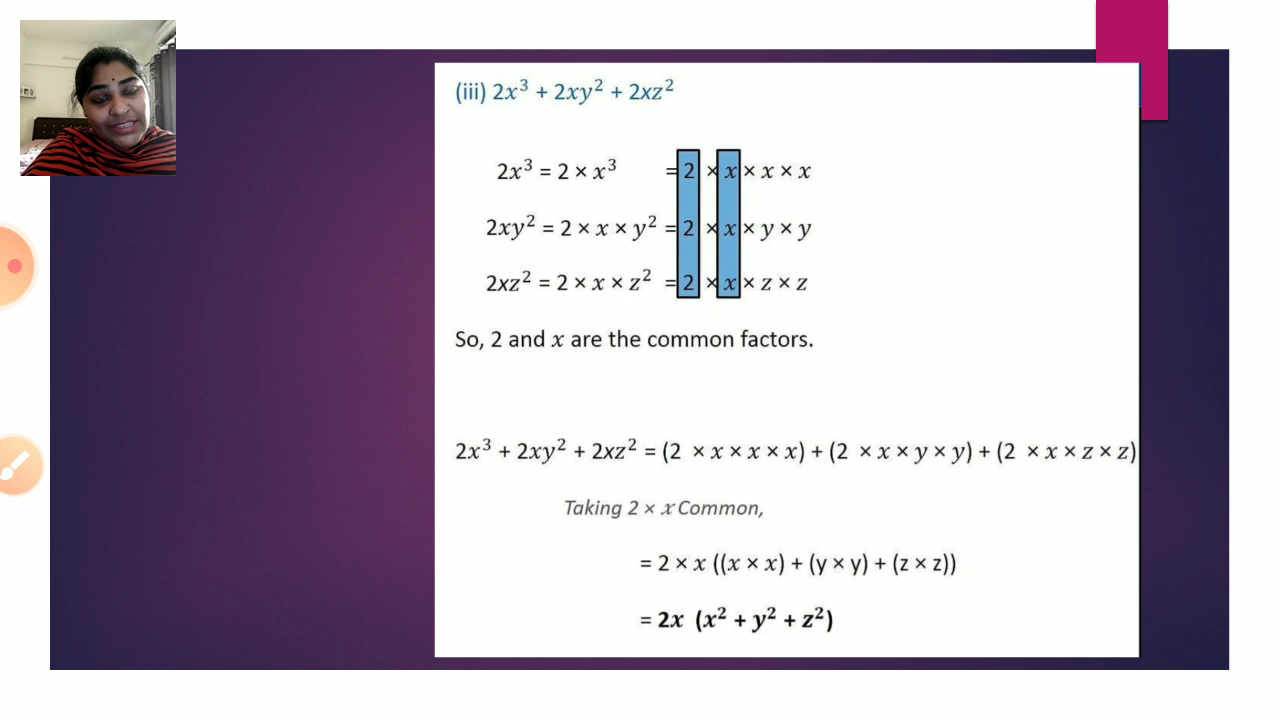 (iii) 2x³ + 2xy² + 2xz²
2x³ = 2 × x³ = 2 × x × x × x
2xy² = 2 × x × y² = 2 × x × y × y
2xz² = 2 × x × z² = 2 × x × z × z
So, 2 and x are the common factors.
2x³ + 2xy² + 2xz² = (2 × x × x × x) + (2 × x × y × y) + (2 × x × z × z)
Taking 2 × x Common,
= 2 × x ((x × x) + (y × y) + (z × z))
= 2x (x² + y² + z²)